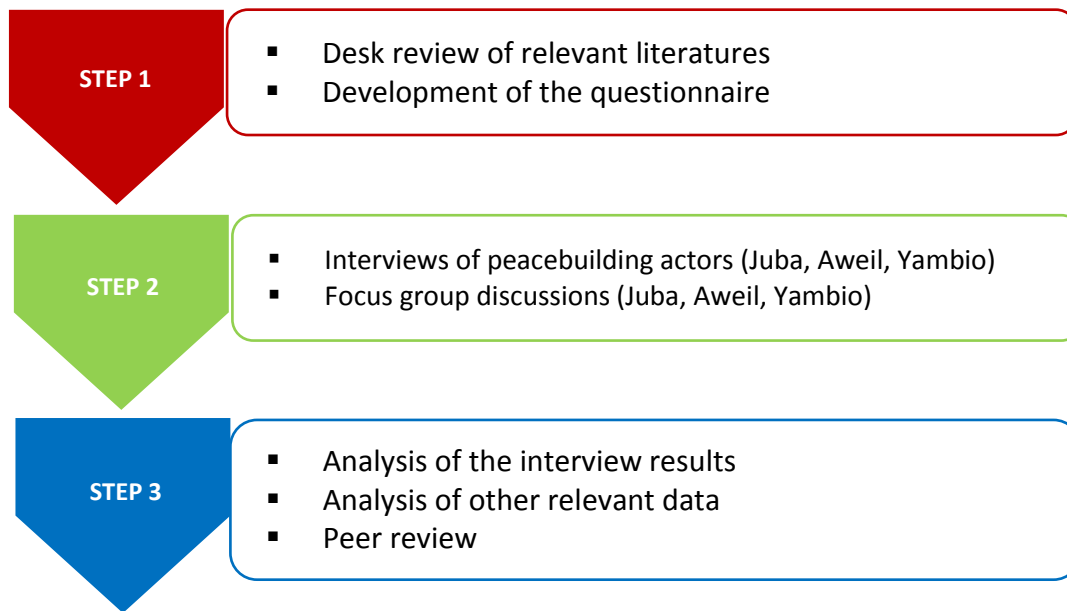 STEP 1
▪ Desk review of relevant literatures
▪ Development of the questionnaire
STEP 2
▪ Interviews of peacebuilding actors (Juba, Aweil, Yambio)
▪ Focus group discussions (Juba, Aweil, Yambio)
STEP 3
▪ Analysis of the interview results
▪ Analysis of other relevant data
▪ Peer review